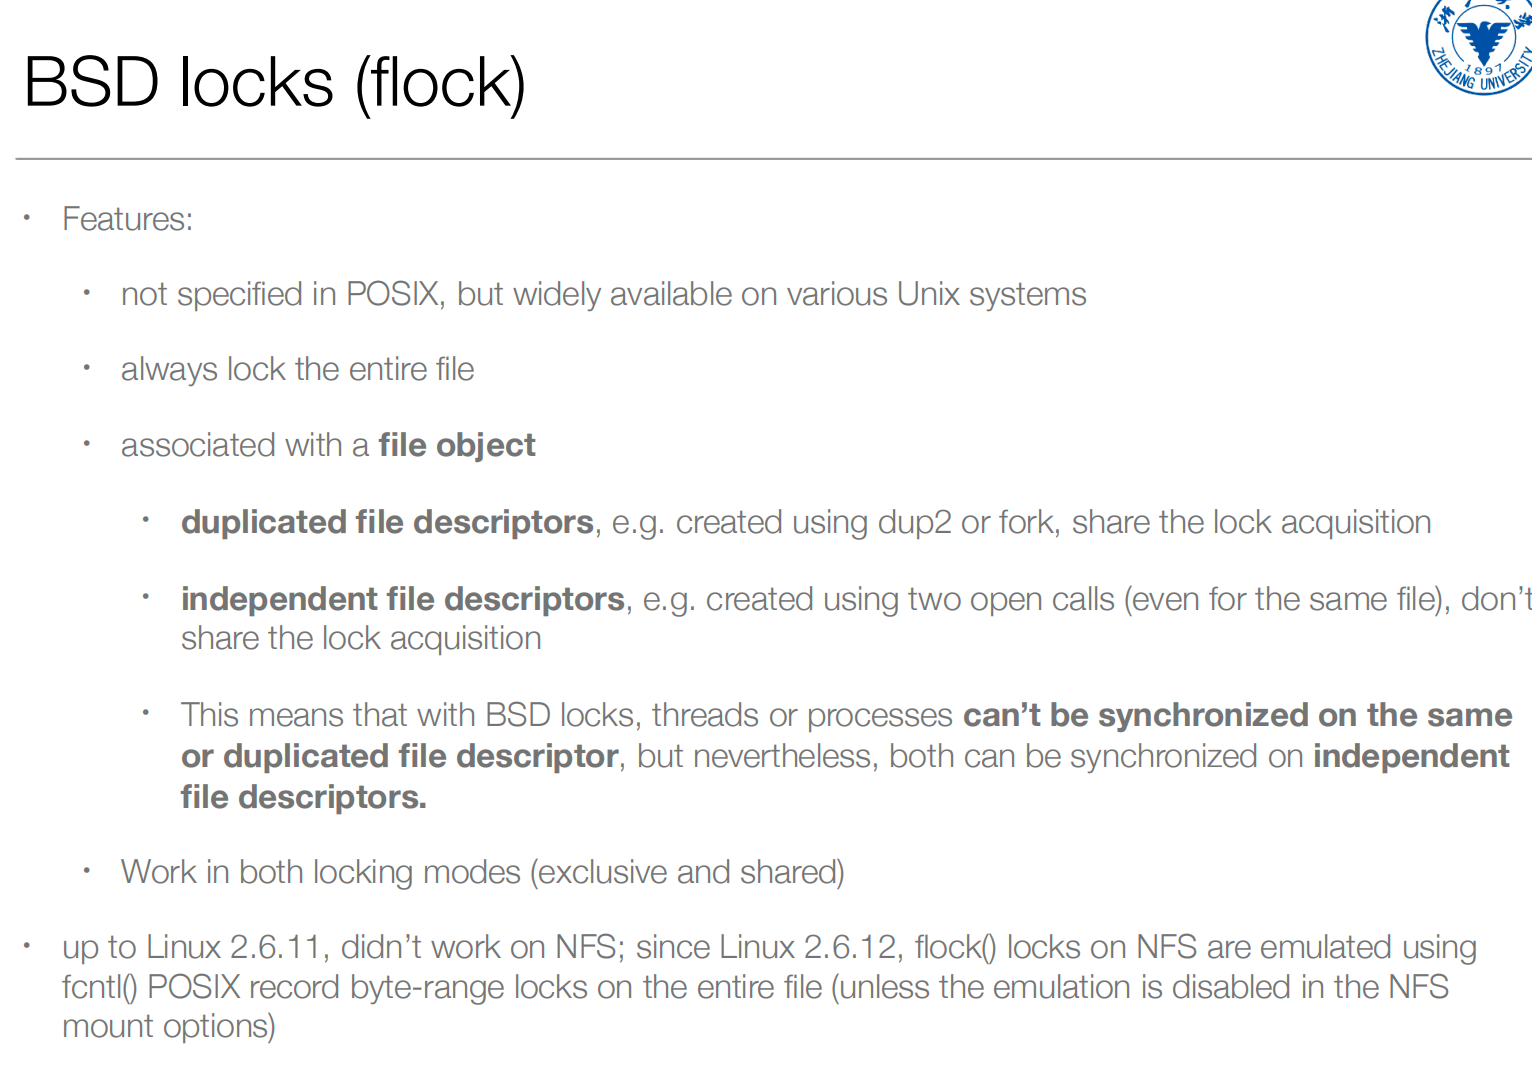 BSD locks (flock)
ZHEJIANG UNIVERSITY
1897
• Features:
• not specified in POSIX, but widely available on various Unix systems
• always lock the entire file
• associated with a file object
• duplicated file descriptors, e.g. created using dup2 or fork, share the lock acquisition
• independent file descriptors, e.g. created using two open calls (even for the same file), don't
share the lock acquisition
• This means that with BSD locks, threads or processes can't be synchronized on the same
or duplicated file descriptor, but nevertheless, both can be synchronized on independent
file descriptors.
• Work in both locking modes (exclusive and shared)
• up to Linux 2.6.11, didn't work on NFS; since Linux 2.6.12, flock() locks on NFS are emulated using
fcntl() POSIX record byte-range locks on the entire file (unless the emulation is disabled in the NFS
mount options)